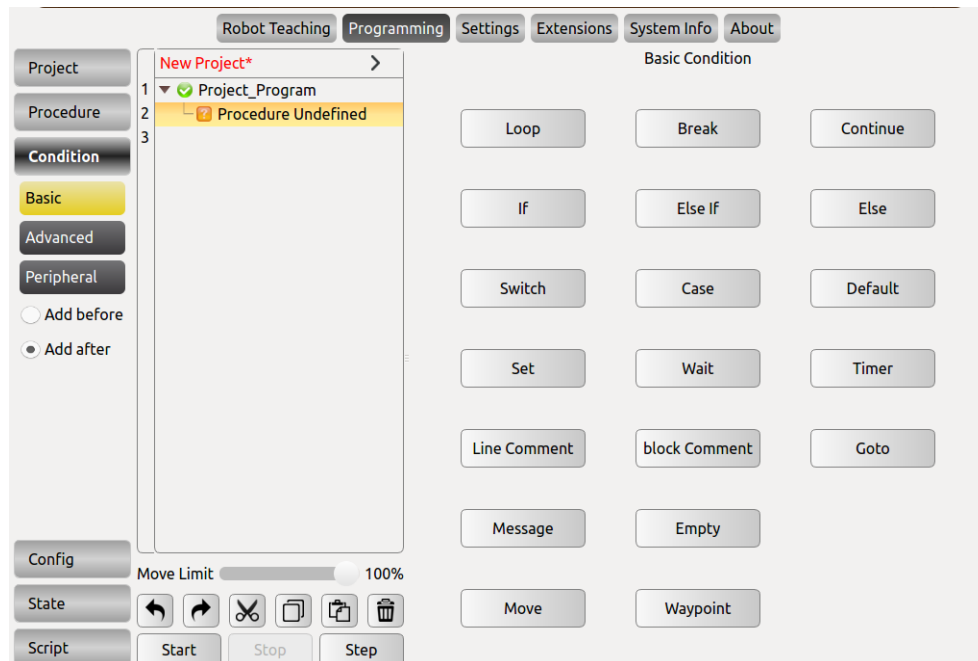 Robot Teaching Programming Settings Extensions System Info About
Project
Procedure
Condition
Basic
Advanced
Peripheral
Add before
Add after
Config
State
Script
New Project*
1 Project_Program
2 Procedure Undefined
3
Move Limit 100%
Start Stop Step
Basic Condition
Loop Break Continue
If Else If Else
Switch Case Default
Set Wait Timer
Line Comment block Comment Goto
Message Empty
Move Waypoint